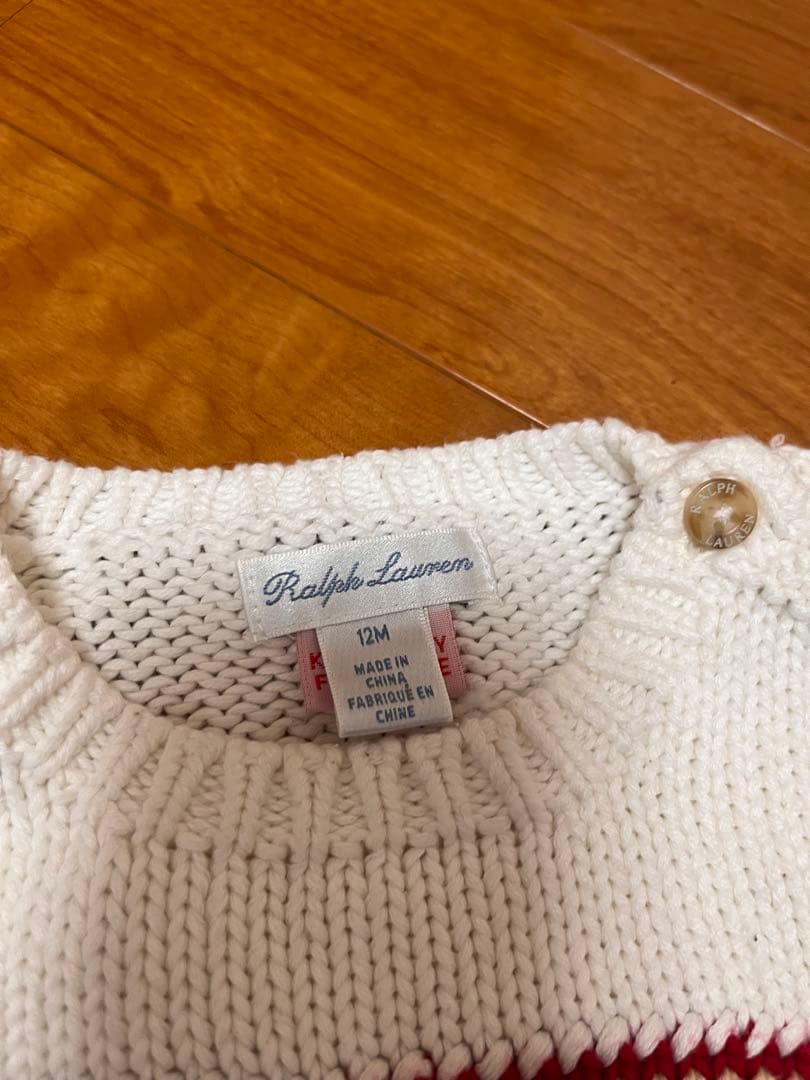 RALPH
LAUREN
Ralph Lauren
12M
MADE IN
CHINA
FABRIQUÉ EN
CHINE